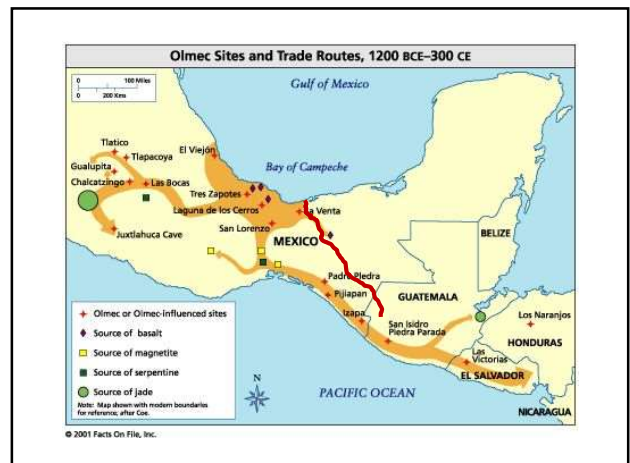 Olmec Sites and Trade Routes, 1200 BCE–300 CE
0 100 Miles
0 200 Kms
Gulf of Mexico
Tlatico
Tlapacoya
El Viejón
Gualupita
Bay of Campeche
Chalcatzingo
Las Bocas
Tres Zapotes
Laguna de los Cerros
La Venta
San Lorenzo
Juxtlahuca Cave
MEXICO
BELIZE
Padre Piedra
Pijijapan
GUATEMALA
Izapa
Los Naranjos
San Isidro
Piedra Parada
HONDURAS
Las
Victorias
EL SALVADOR
PACIFIC OCEAN
NICARAGUA
N
Olmec or Olmec-influenced sites
Source of basalt
Source of magnetite
Source of serpentine
Source of jade
Note: Map shown with modern boundaries
for reference; after Coe.
© 2001 Facts On File, Inc.